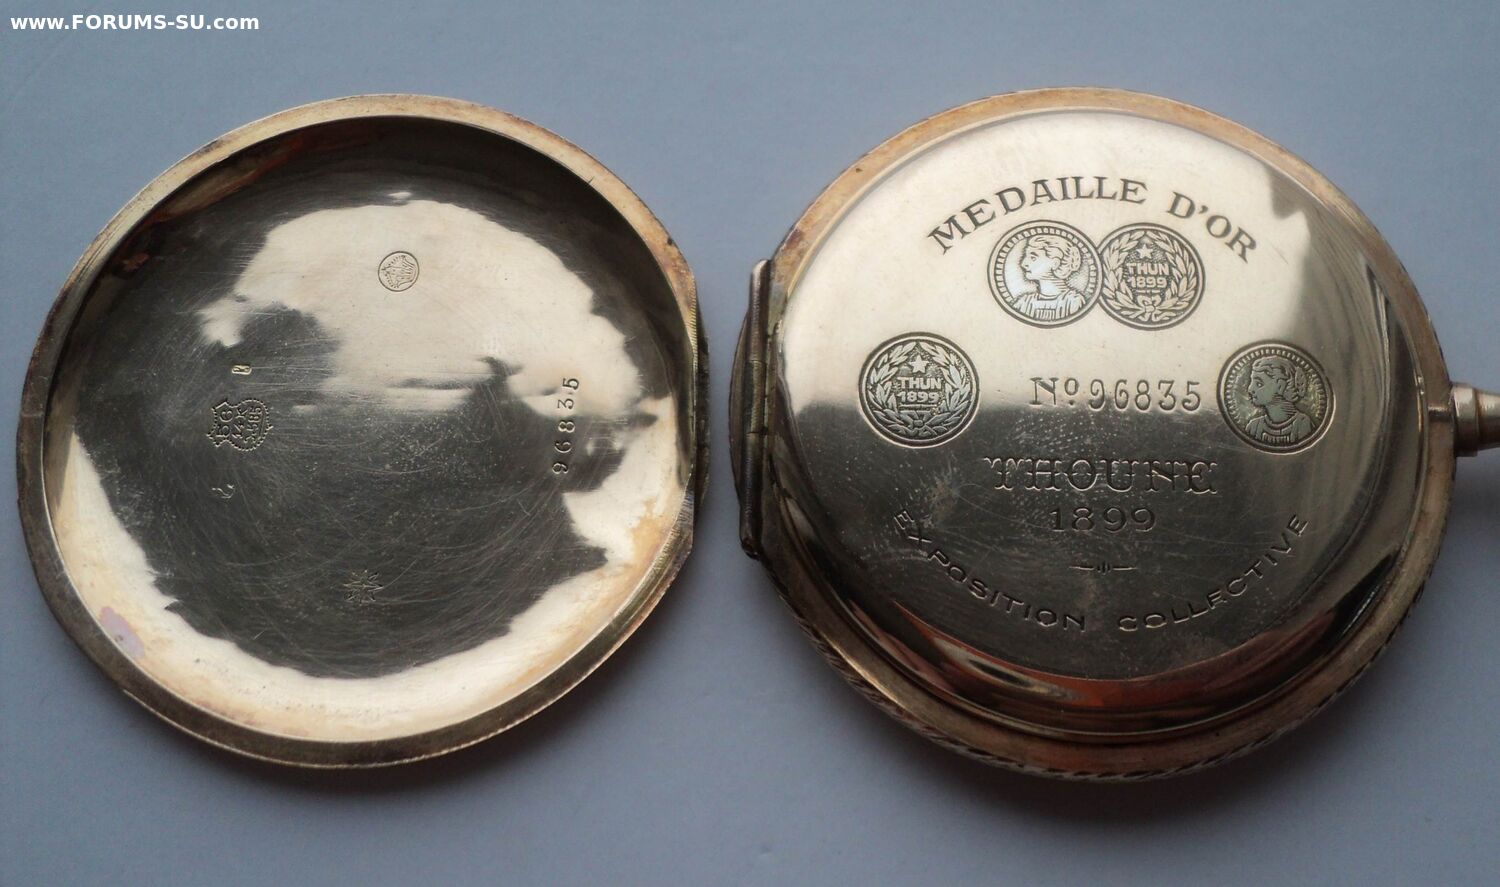 www.FORUMS-SU.com
96835
MEDAILLE D'OR
THUN
1899
THUN
1899
Nº 96835
THOUNE
1899
EXPOSITION COLLECTIVE